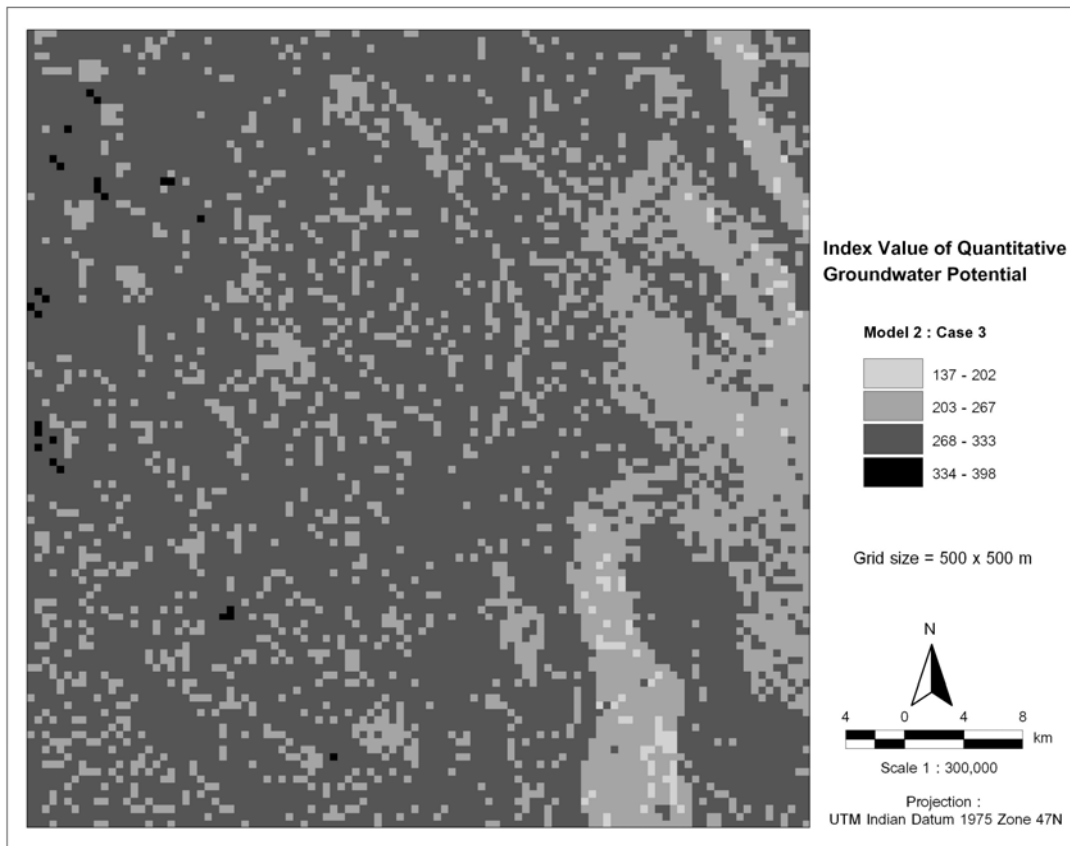 Index Value of Quantitative
Groundwater Potential
Model 2 : Case 3
137 - 202
203 - 267
268 - 333
334 - 398
Grid size = 500 x 500 m
N
4 0 4 8
km
Scale 1 : 300,000
Projection :
UTM Indian Datum 1975 Zone 47N